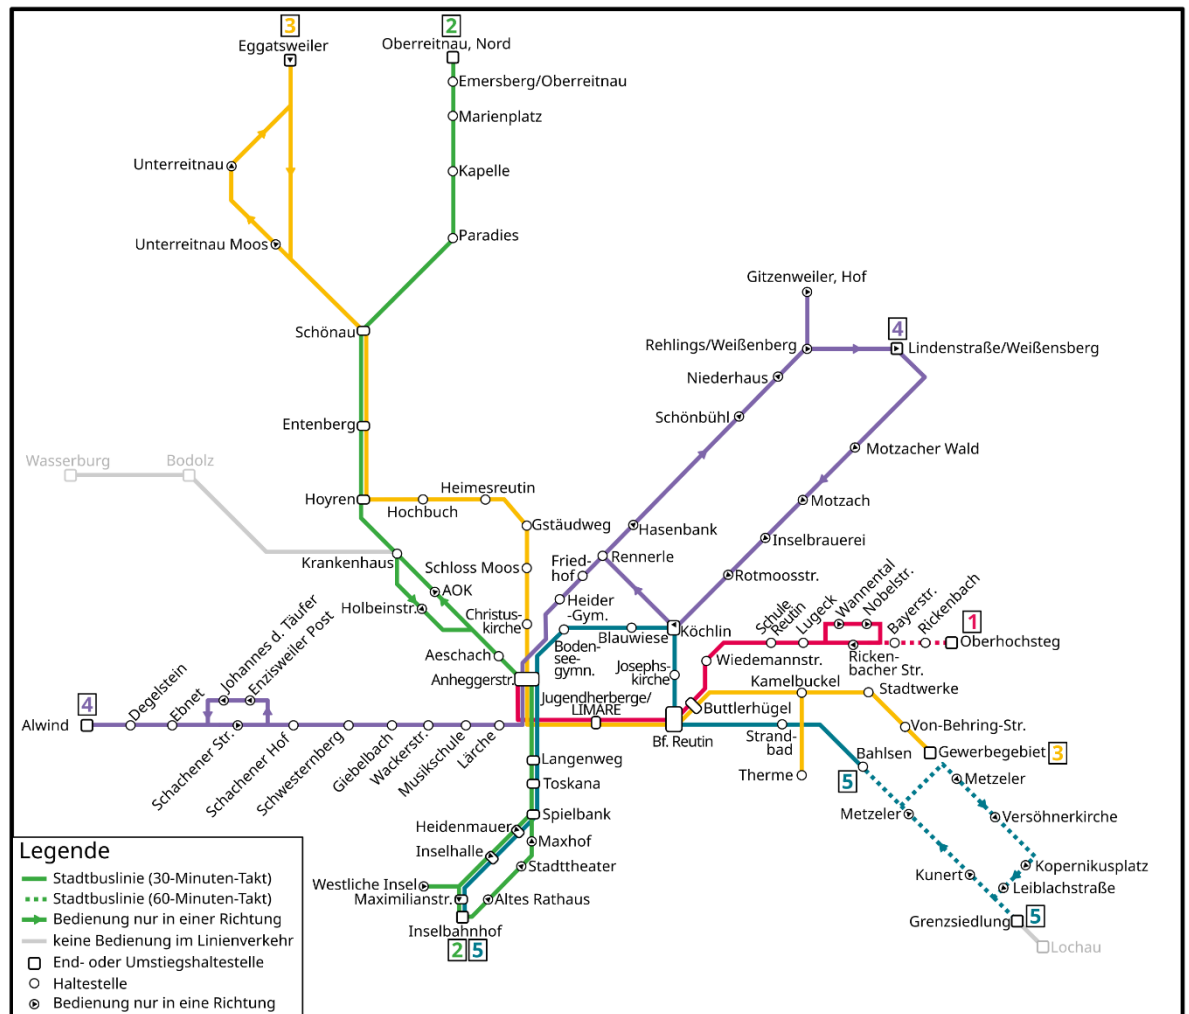 3
Eggatsweiler
2
Oberreitnau, Nord
Emersberg/Oberreitnau
Marienplatz
Unterreitnau
Kapelle
Unterreitnau Moos
Paradies
Gitzenweiler, Hof
Schönau
4
Rehlings/Weißenberg
Lindenstraße/Weißensberg
Niederhaus
Schönbühl
Entenberg
Motzacher Wald
Wasserburg
Bodolz
Heimesreutin
Hoyren
Hochbuch
Motzach
Gstäudweg
Hasenbank
Inselbrauerei
Krankenhaus
Schloss Moos
Fried-
hof
Rennerle
Rotmoosstr.
AOK
Holbeinstr.
Christus-
kirche
Heider
-Gym.
Blauwiese
Köchlin
Schule
Reutin
Lugeck
Wannental
Nobelstr.
Bayerstr.
Rickenbach
1
Oberhochsteg
Ricken-
bacher Str.
Wiedemannstr.
Aeschach
Boden-
see-
gymn.
Josephs-
kirche
Anheggerstr.
Kamelbuckel
Stadtwerke
Jugendherberge/
LIMARE
Buttlerhügel
Bf. Reutin
Strand-
bad
Von-Behring-Str.
Gewerbegebiet
3
4
Alwind
Degelstein
Ebnet
Johannes d. Täufer
Enzisweiler Post
Schachener Str.
Schachener Hof
Schwesternberg
Giebelbach
Wackerstr.
Musikschule
Lärche
Langenweg
Toskana
Therme
Bahlsen
5
Metzeler
Metzeler
Versöhnerkirche
Spielbank
Heidenmauer
Maxhof
Inselhalle
Stadttheater
Kunert
Kopernikusplatz
Leiblachstraße
Westliche Insel
Maximilianstr.
Altes Rathaus
Grenzsiedlung
5
Lochau
Inselbahnhof
2
5
Legende
Stadtbuslinie (30-Minuten-Takt)
Stadtbuslinie (60-Minuten-Takt)
Bedienung nur in einer Richtung
keine Bedienung im Linienverkehr
End- oder Umstiegshaltestelle
Haltestelle
Bedienung nur in eine Richtung